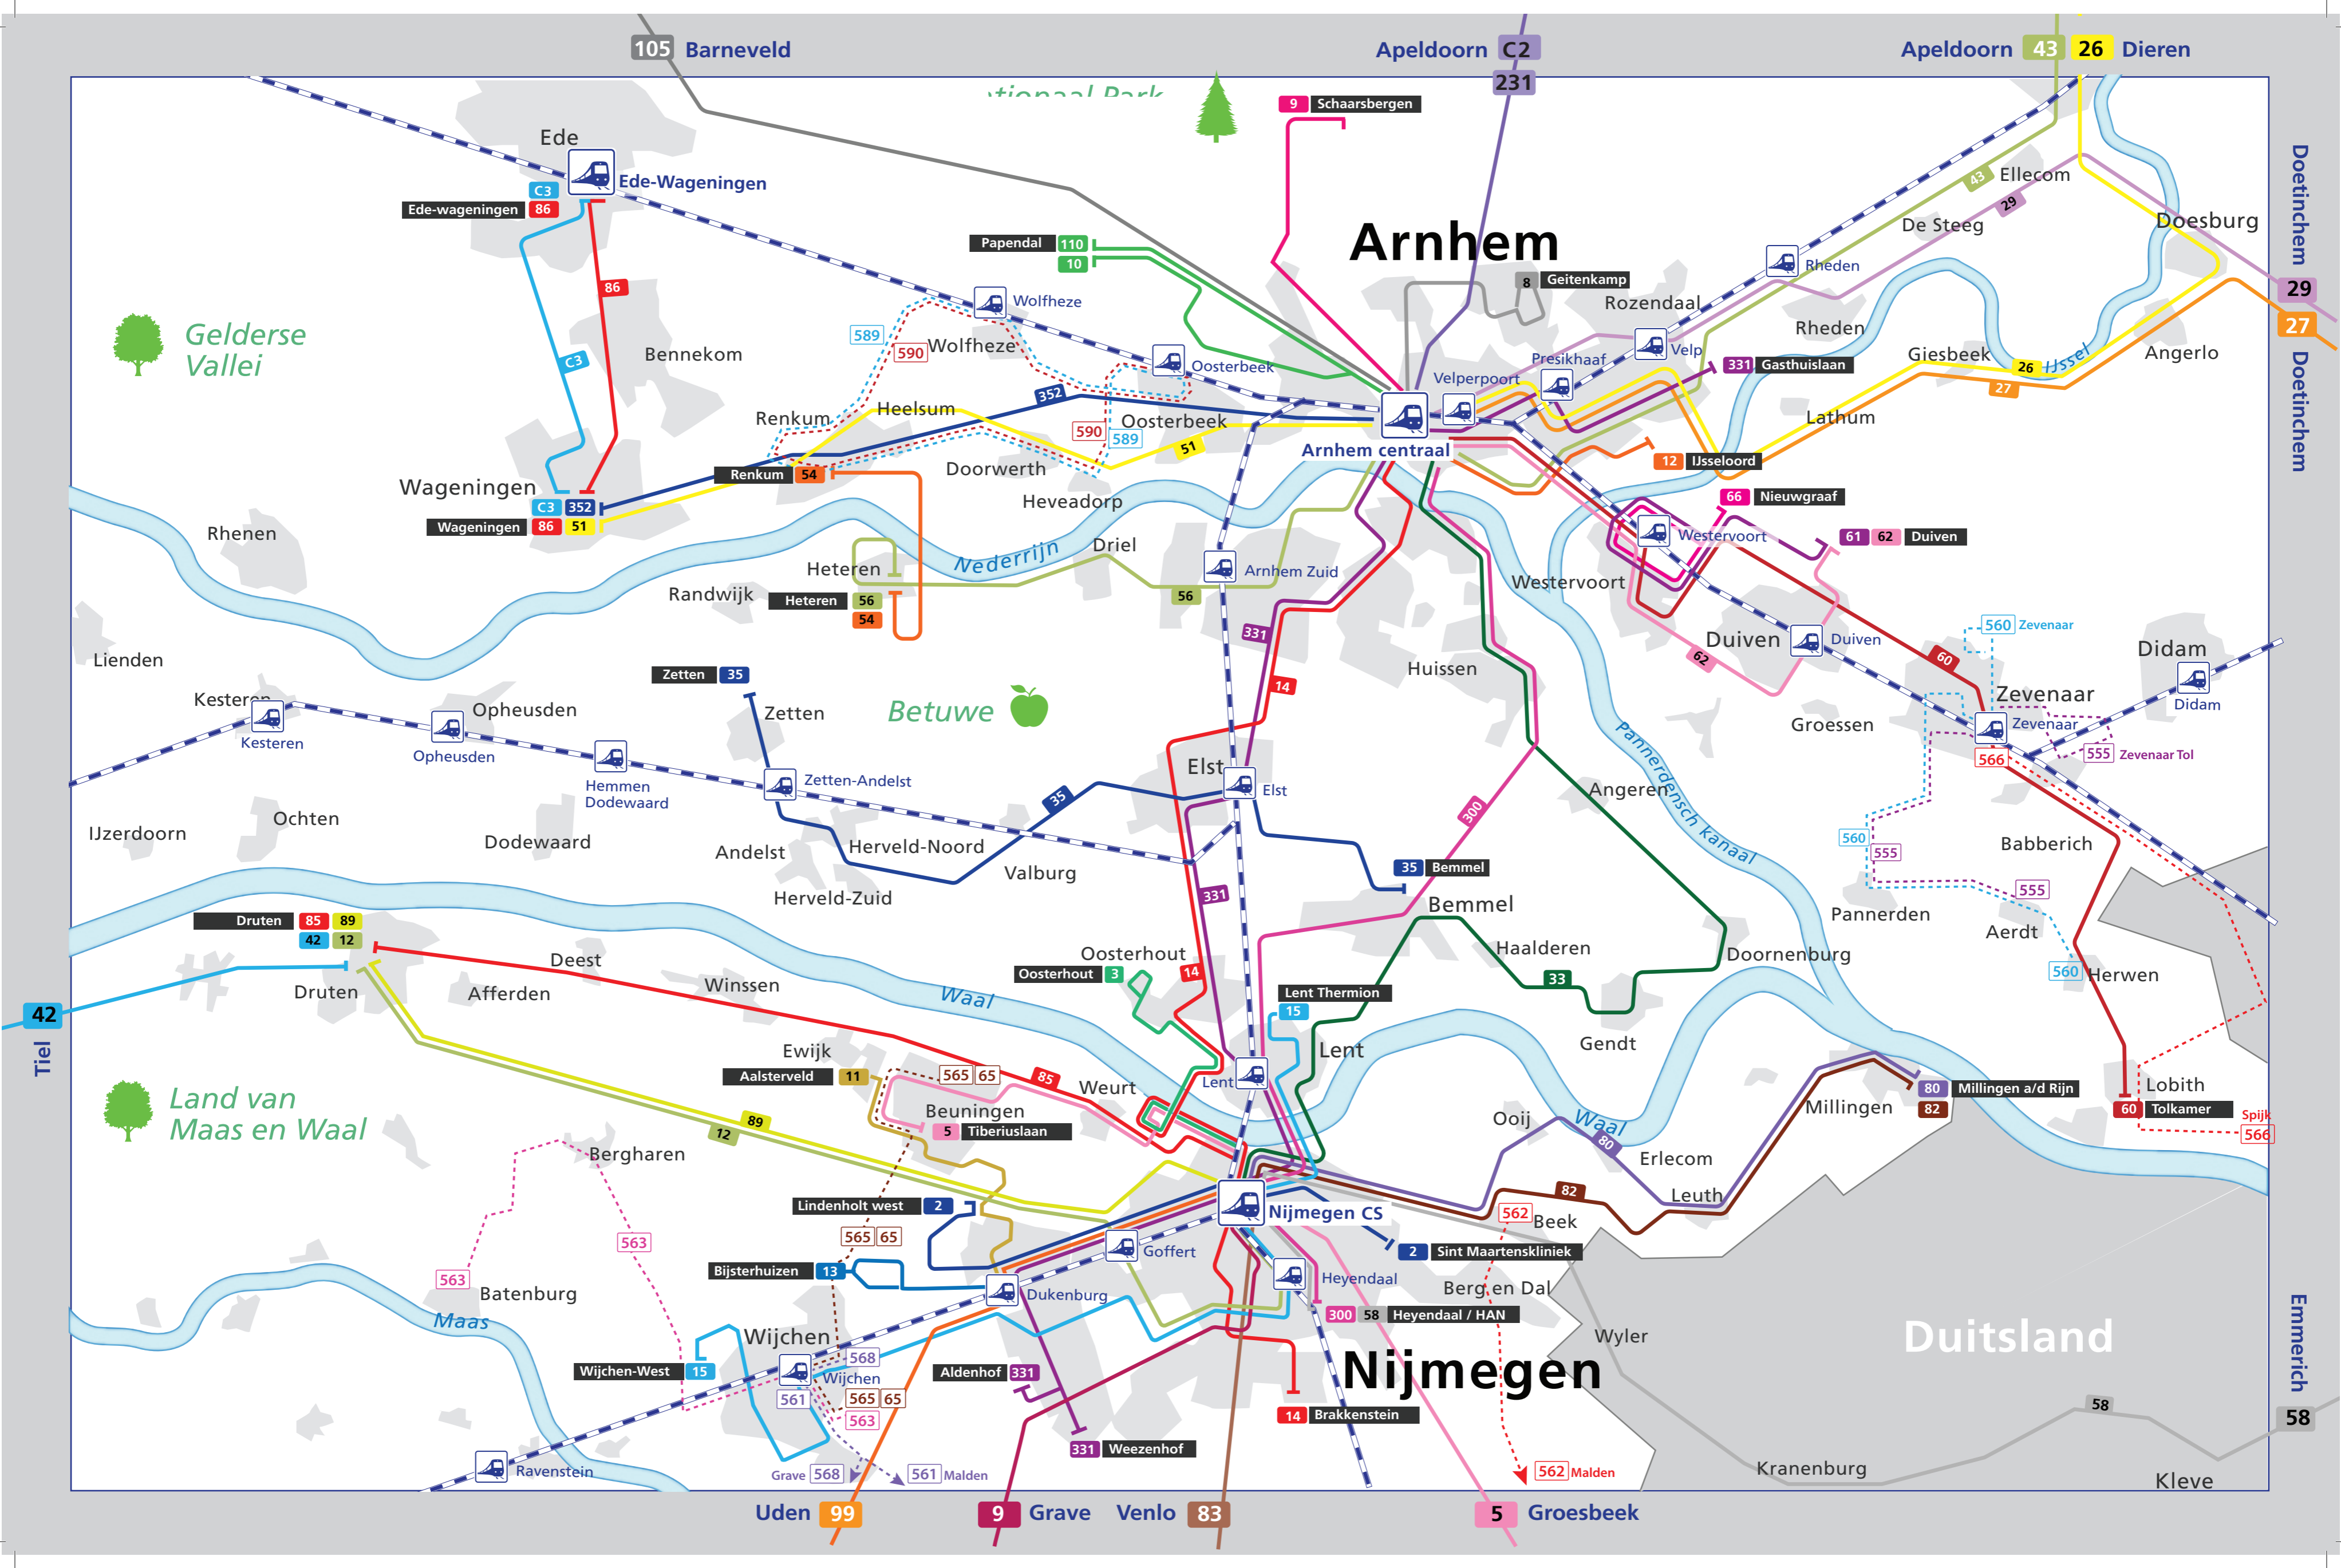 105 Barneveld
Apeldoorn C2
231
Apeldoorn 43 26 Dieren
Doetinchem
29
27
Doetinchem
9 Schaarsbergen
Ede
Ede-Wageningen
C3
Ede-wageningen 86
86
C3
Bennekom
Gelderse
Vallei
Papendal 110
10
Arnhem
8 Geitenkamp
Wolfheze
Wolfheze
589
590
Oosterbeek
Oosterbeek
352
Renkum
Heelsum
590
589
51
Doorwerth
Heveadorp
Renkum 54
Wageningen
C3 352
Wageningen 86 51
Rozendaal
Presikhaaf
Velp
Velperpoort
Arnhem centraal
331 Gasthuislaan
Rheden
Rheden
43
29
Ellecom
De Steeg
Doesburg
Giesbeek
26
27
IJssel
Angerlo
Lathum
12 IJsseloord
66 Nieuwgraaf
61 62 Duiven
Westervoort
Westervoort
Rhenen
Nederrijn
Driel
Heteren
Randwijk
Heteren 56
54
56
Arnhem Zuid
331
14
Huissen
Duiven
Duiven
62
60
560 Zevenaar
Didam
Didam
Zevenaar
Zevenaar
566
555 Zevenaar Tol
Groessen
Lienden
Kesteren
Kesteren
Opheusden
Opheusden
Hemmen
Dodewaard
Zetten 35
Zetten
Zetten-Andelst
Betuwe
Elst
Elst
35
300
Angeren
Pannerdensch kanaal
560
555
Babberich
555
Pannerden
Aerdt
560
Herwen
IJzerdoorn
Ochten
Dodewaard
Andelst
Herveld-Noord
Valburg
Herveld-Zuid
35 Bemmel
Bemmel
331
Haalderen
33
Doornenburg
Gendt
Druten 85 89
42 12
Druten
Deest
Afferden
Winssen
Waal
Oosterhout
Oosterhout 3
14
Lent Thermion
15
Lent
Lent
42
Tiel
Ewijk
Aalsterveld 11
565 65
85
Weurt
Beuningen
5 Tiberiuslaan
Land van
Maas en Waal
89
12
Bergharen
Ooij
Waal
80
Erlecom
Leuth
Millingen
80 Millingen a/d Rijn
82
Lobith
60 Tolkamer
Spijk
566
Lindenholt west 2
565 65
Bijsterhuizen 13
563
563
Batenburg
Maas
Nijmegen CS
Goffert
Dukenburg
82
562
Beek
2 Sint Maartenskliniek
Heyendaal
Berg en Dal
300 58 Heyendaal / HAN
Wijchen
Wijchen-West 15
568
Wijchen
561
565 65
563
Aldenhof 331
Nijmegen
14 Brakkenstein
331 Weezenhof
Wyler
Duitsland
Emmerich
58
58
Ravenstein
Grave 568
561 Malden
562 Malden
Kranenburg
Kleve
Uden 99
9 Grave
Venlo 83
5 Groesbeek